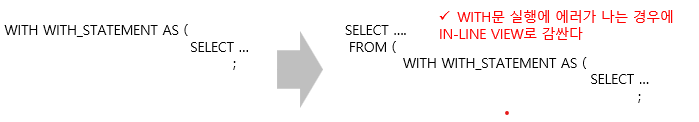 WITH WITH_STATEMENT AS (
SELECT ...
;
SELECT ....
FROM (
WITH WITH_STATEMENT AS (
SELECT ...
;
✓ WITH문 실행에 에러가 나는 경우에
IN-LINE VIEW로 감싼다